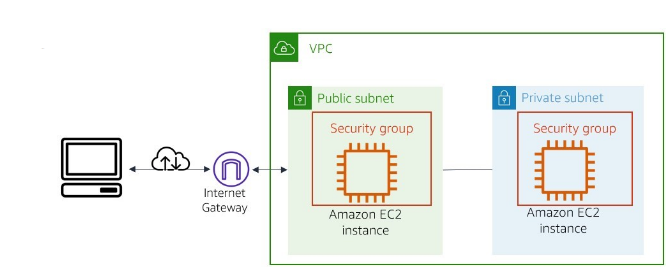 VPC
Public subnet
Private subnet
Security group
Security group
Internet
Gateway
Amazon EC2
instance
Amazon EC2
instance